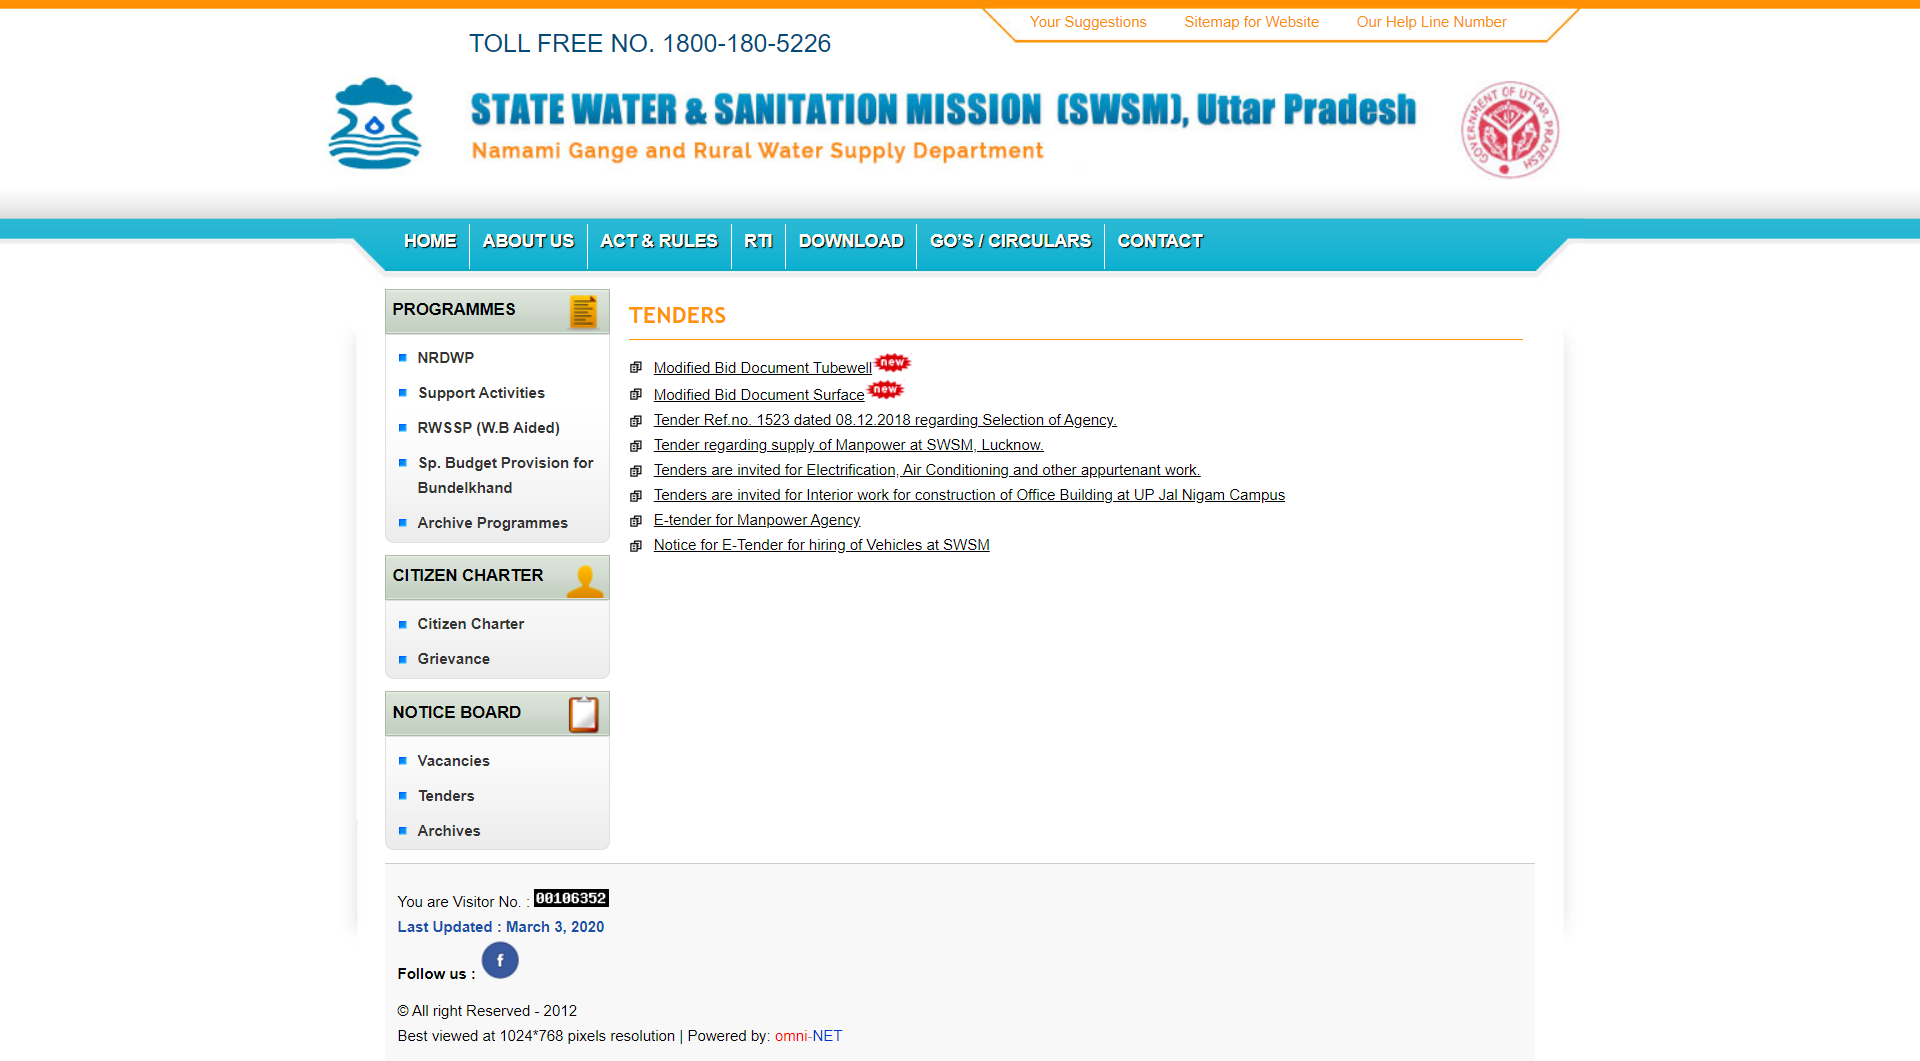 Your Suggestions Sitemap for Website Our Help Line Number
TOLL FREE NO. 1800-180-5226
STATE WATER & SANITATION MISSION (SWSM), Uttar Pradesh
Namami Gange and Rural Water Supply Department
GOVERNMENT OF UTTAR PRADESH
HOME ABOUT US ACT & RULES RTI DOWNLOAD GO'S / CIRCULARS CONTACT
PROGRAMMES
NRDWP
Support Activities
RWSSP (W.B Aided)
Sp. Budget Provision for
Bundelkhand
Archive Programmes
CITIZEN CHARTER
Citizen Charter
Grievance
NOTICE BOARD
Vacancies
Tenders
Archives
TENDERS
Modified Bid Document Tubewell new
Modified Bid Document Surface new
Tender Ref.no. 1523 dated 08.12.2018 regarding Selection of Agency.
Tender regarding supply of Manpower at SWSM, Lucknow.
Tenders are invited for Electrification, Air Conditioning and other appurtenant work.
Tenders are invited for Interior work for construction of Office Building at UP Jal Nigam Campus
E-tender for Manpower Agency
Notice for E-Tender for hiring of Vehicles at SWSM
You are Visitor No. : 00106352
Last Updated : March 3, 2020
Follow us : f
© All right Reserved - 2012
Best viewed at 1024*768 pixels resolution | Powered by: omni-NET